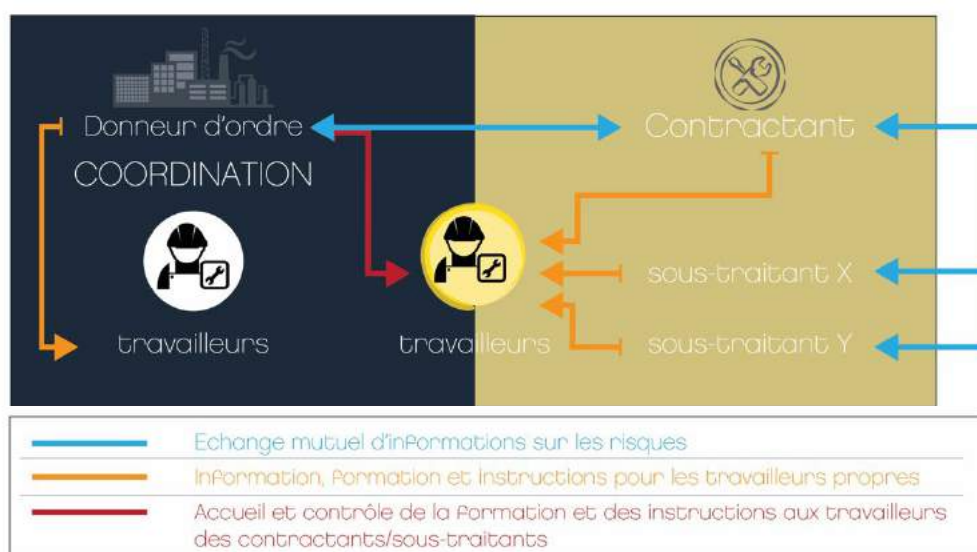 Donneur d'ordre
Contractant
COORDINATION
sous-traitant X
travailleurs
travailleurs
sous-traitant Y
Echange mutuel d'informations sur les risques
Information, formation et instructions pour les travailleurs propres
Accueil et contrôle de la formation et des instructions aux travailleurs
des contractants/sous-traitants